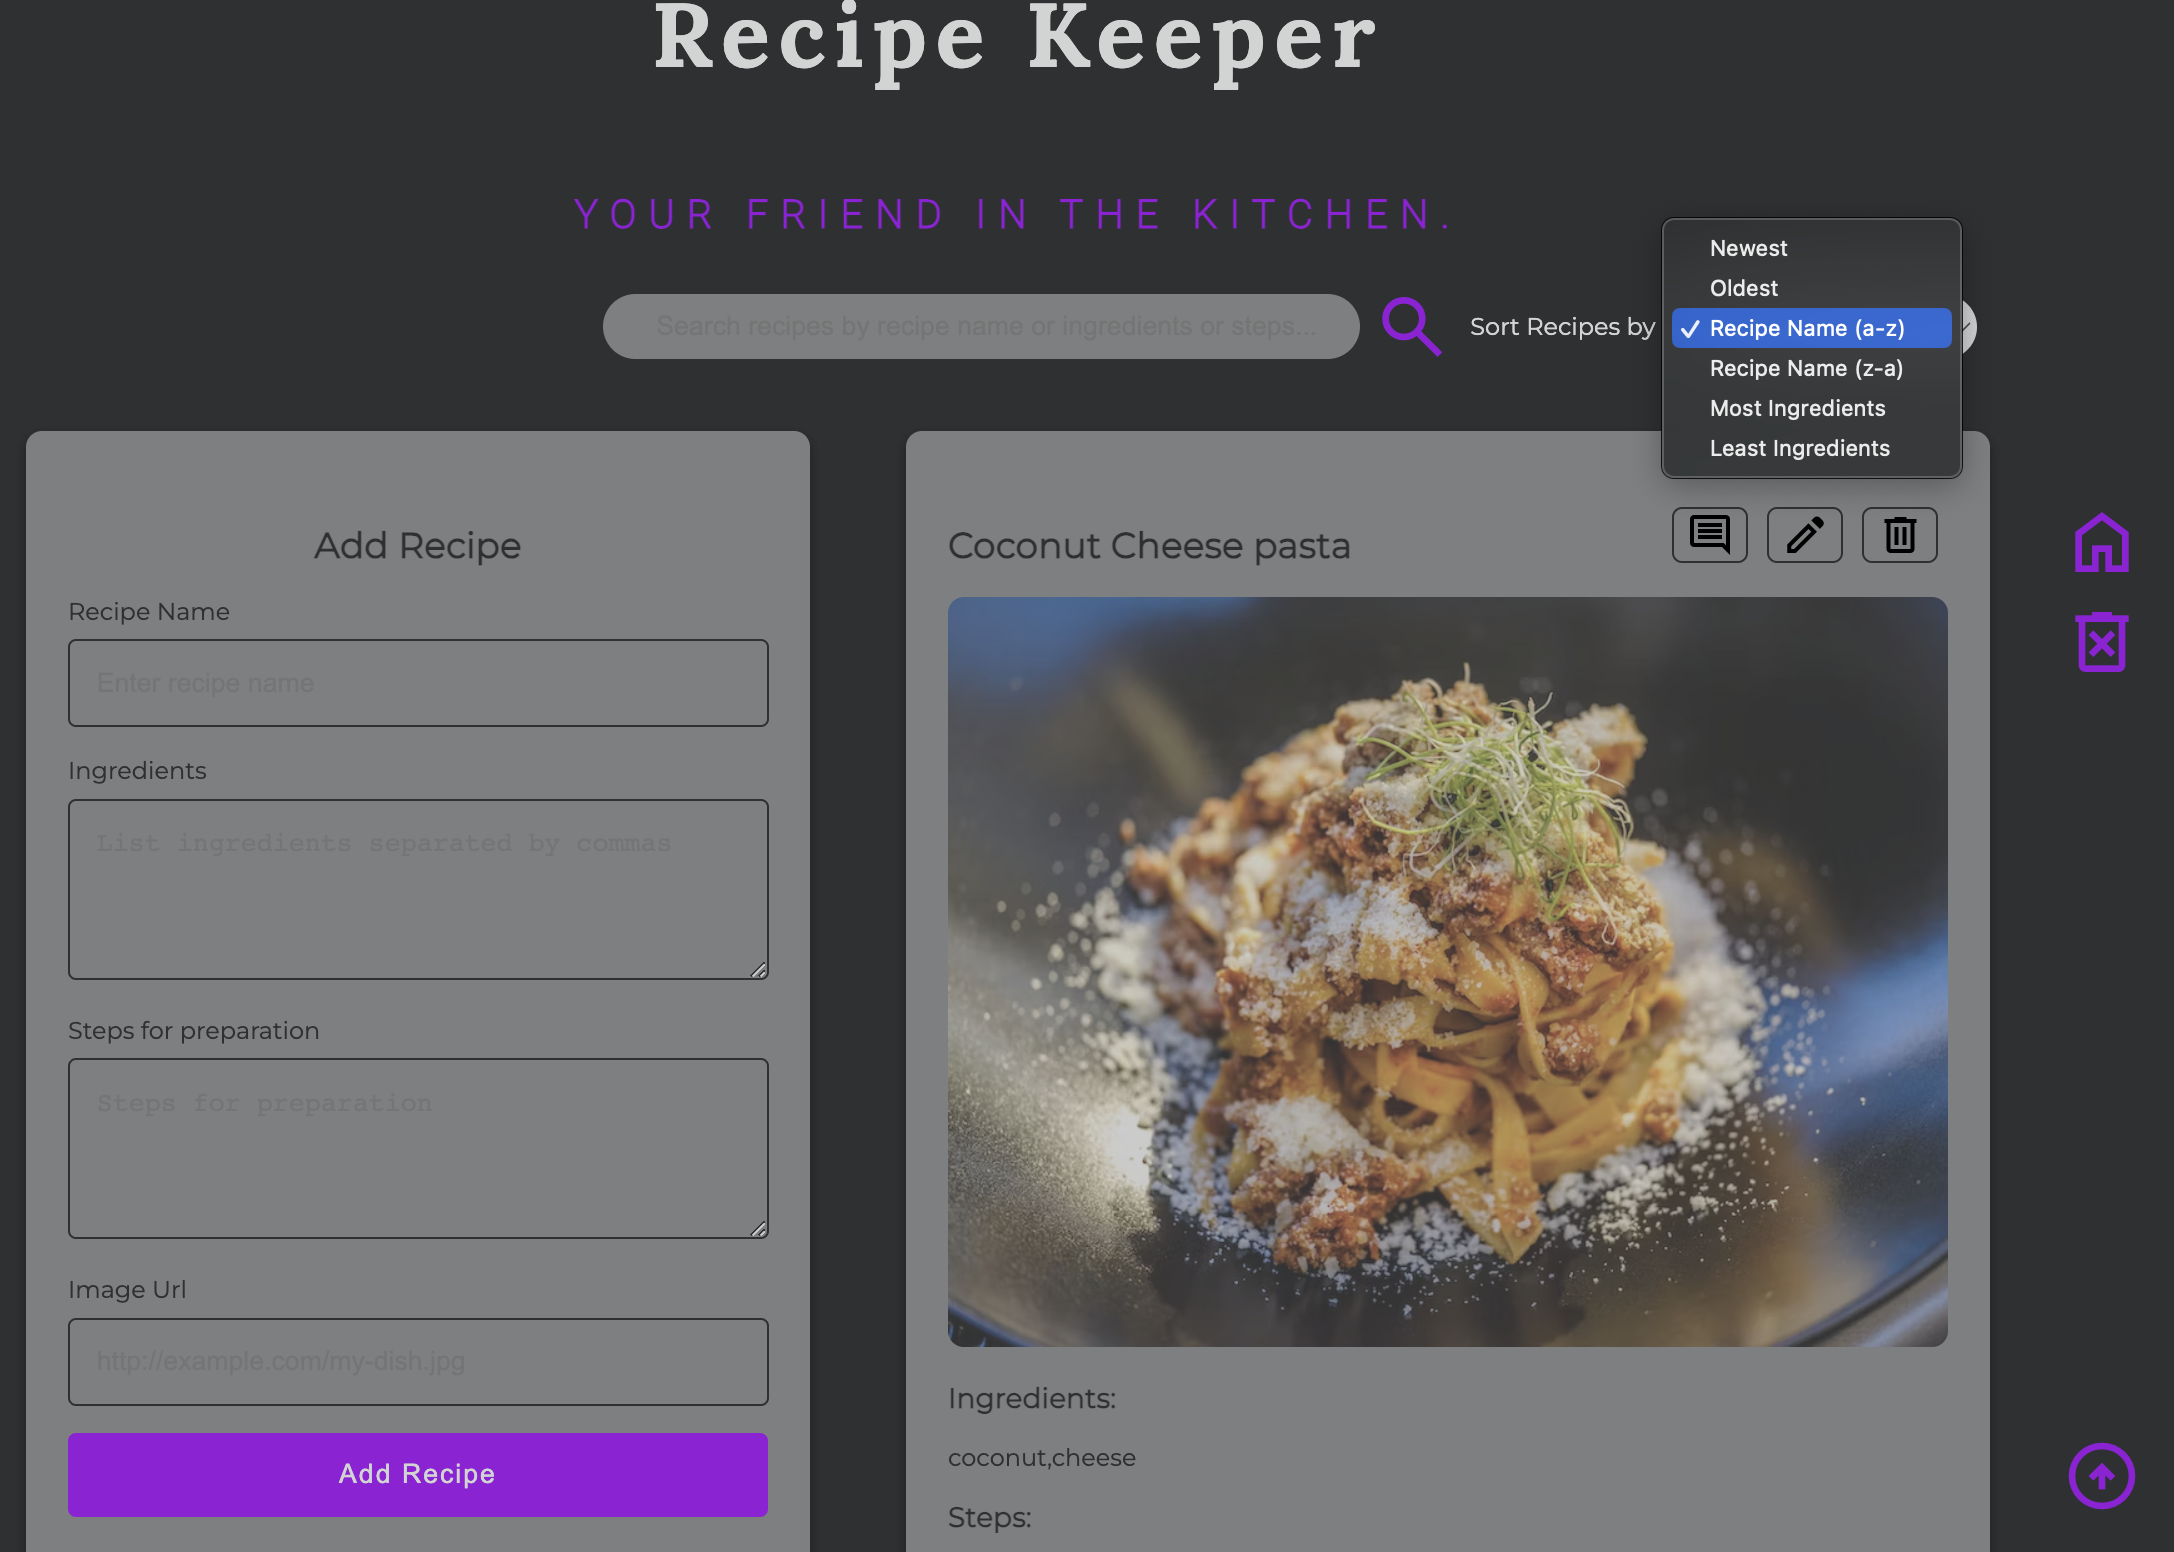 Recipe Keeper
YOUR FRIEND IN THE KITCHEN.
Search recipes by recipe name or ingredients or steps...
Sort Recipes by
Newest
Oldest
Recipe Name (a-z)
Recipe Name (z-a)
Most Ingredients
Least Ingredients
Add Recipe
Recipe Name
Enter recipe name
Ingredients
List ingredients separated by commas
Steps for preparation
Steps for preparation
Image Url
http://example.com/my-dish.jpg
Add Recipe
Coconut Cheese pasta
Ingredients:
coconut,cheese
Steps: